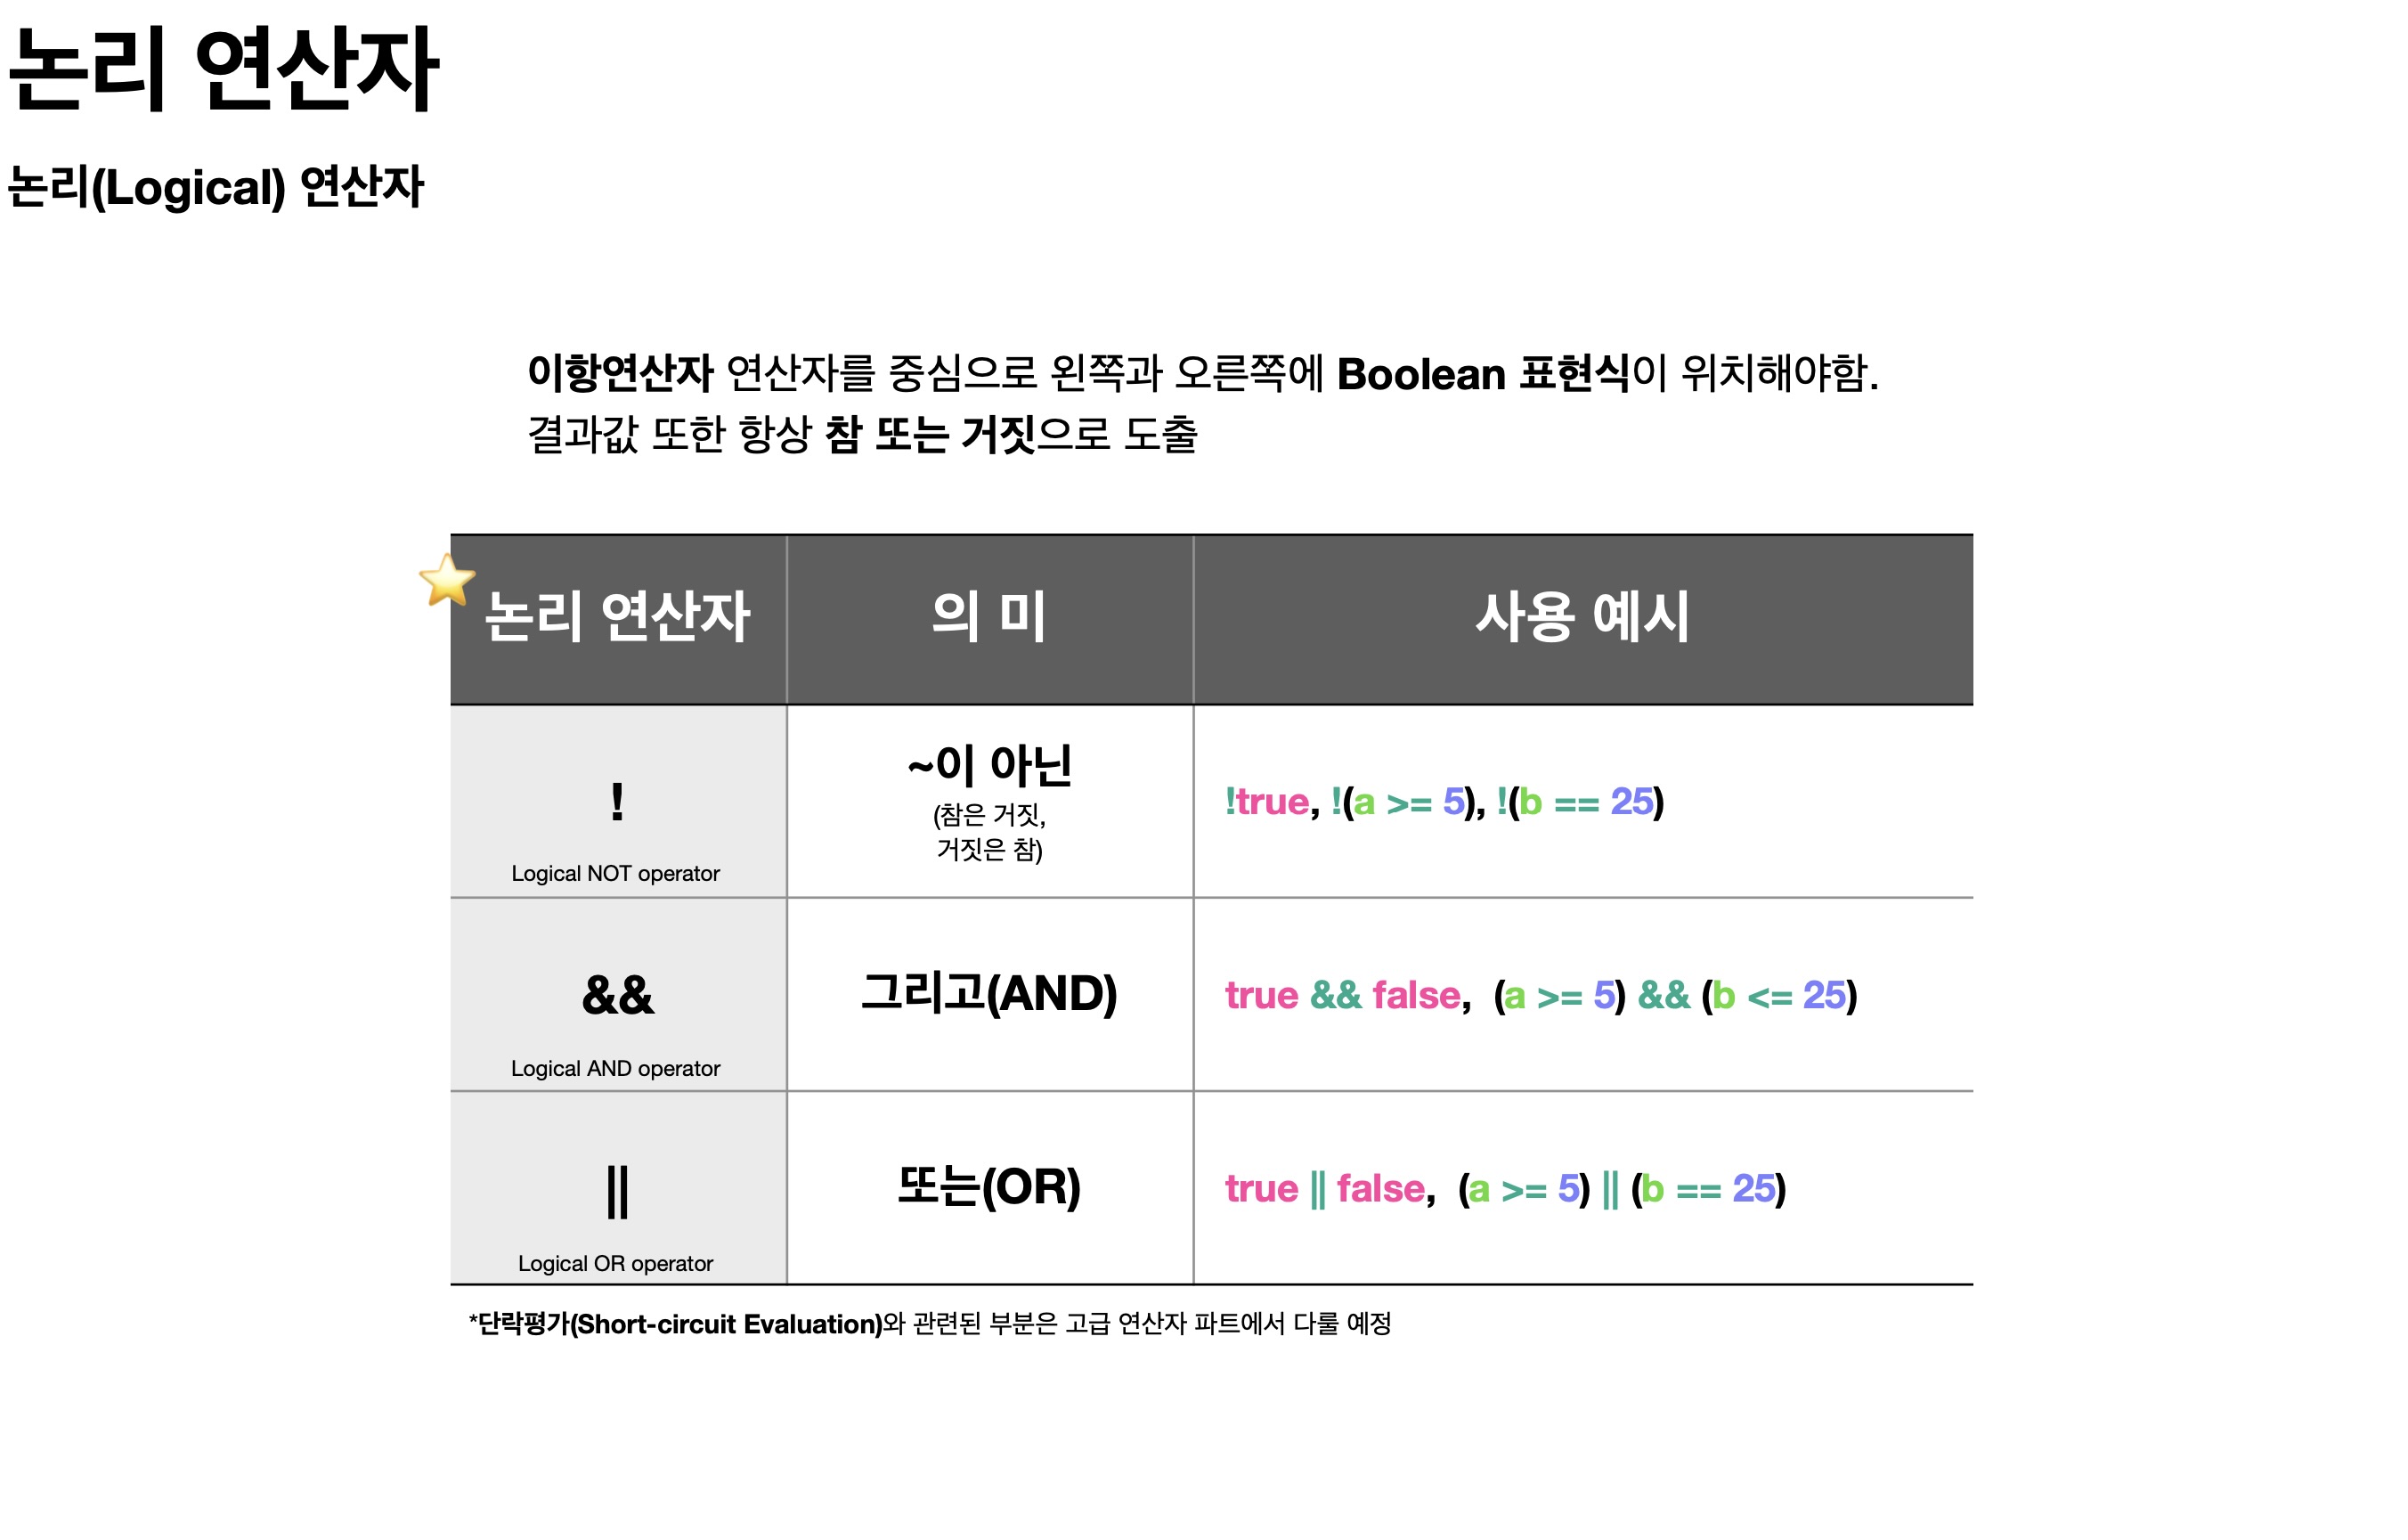 논리 연산자
논리(Logical) 연산자
이항연산자 연산자를 중심으로 왼쪽과 오른쪽에 Boolean 표현식이 위치해야함.
결과값 또한 항상 참 또는 거짓으로 도출
논리 연산자 의 미 사용 예시
!
Logical NOT operator
~이 아닌
(참은 거짓,
거짓은 참)
!true, !(a >= 5), !(b == 25)
&&
Logical AND operator
그리고(AND)
true && false, (a >= 5) && (b <= 25)
||
Logical OR operator
또는(OR)
true || false, (a >= 5) || (b == 25)
*단락평가(Short-circuit Evaluation)와 관련된 부분은 고급 연산자 파트에서 다룰 예정